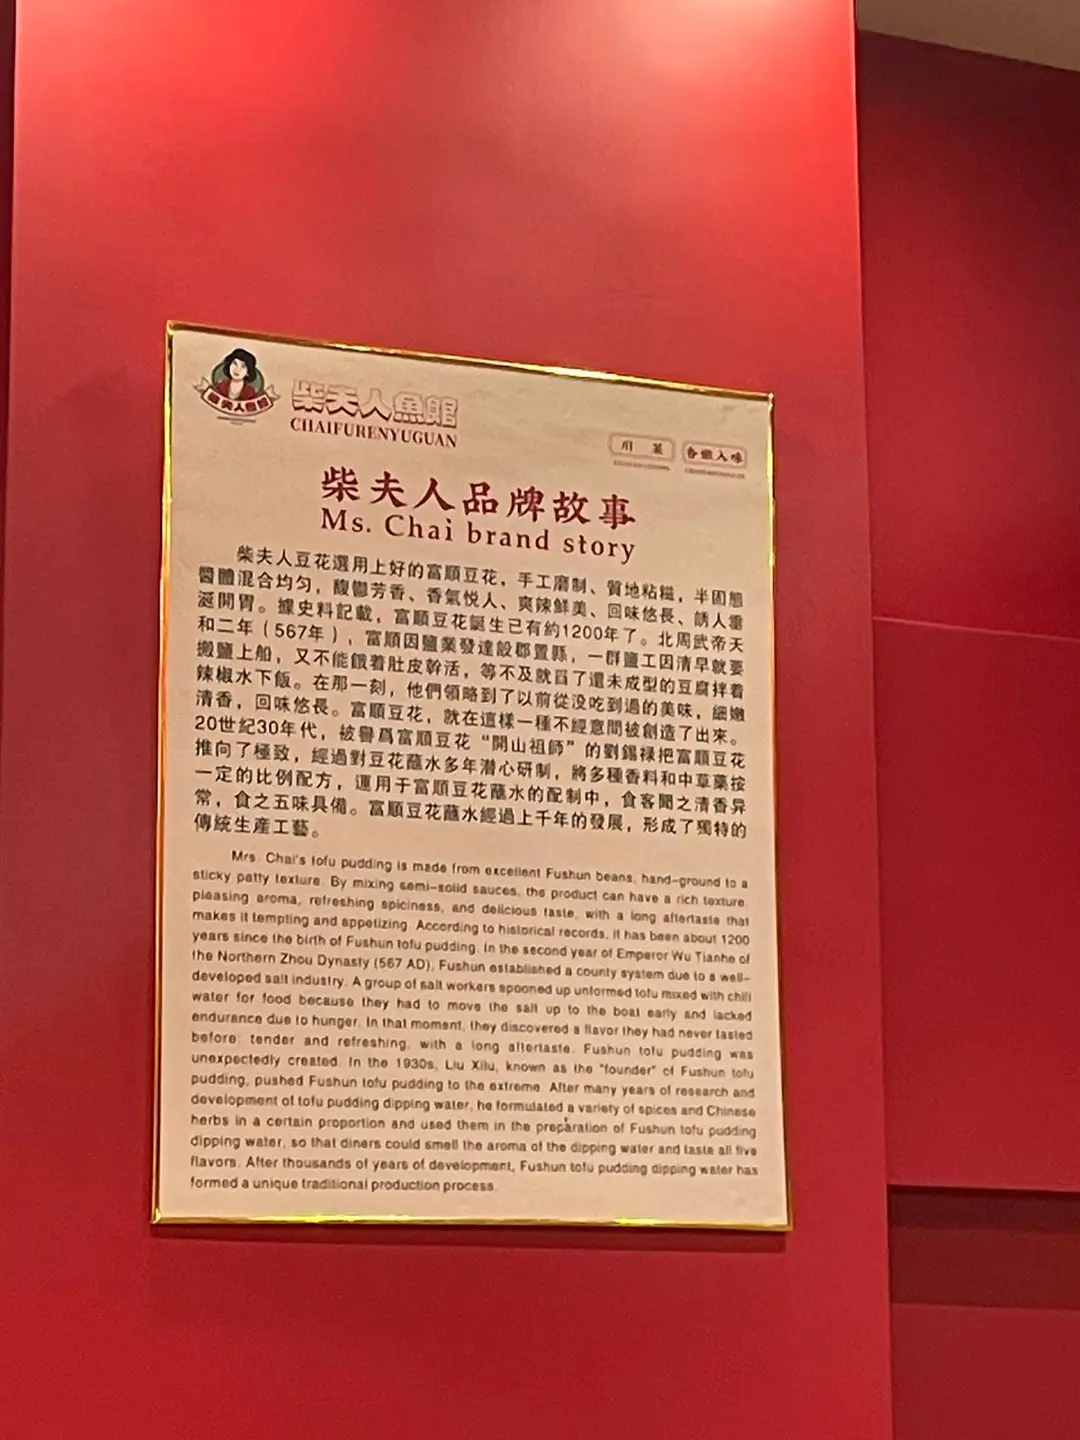 柴夫人魚館
柴夫人魚館
CHAIFURENYUGUAN
川菜 香嫩入味
柴夫人品牌故事
Ms. Chai brand story
柴夫人豆花選用上好的富順豆花，手工磨制、質地粘糍，半固態
醬體混合均匀，馥鬱芳香、香氣悦人、爽辣鮮美、回味悠長、誘人垂
涎開胃。據史料記載，富順豆花誕生已有約1200年了。北周武帝天
和二年（567年），富順因鹽業發達設郡置縣，一群鹽工因清早就要
搬鹽上船，又不能餓着肚皮幹活，等不及就舀了還未成型的豆腐拌着
辣椒水下飯。在那一刻，他們領略到了以前從没吃到過的美味，細嫩
清香，回味悠長。富順豆花，就在這樣一種不經意間被創造了出來。
20世紀30年代，被譽爲富順豆花“開山祖師”的劉錫禄把富順豆花
推向了極致，經過對豆花蘸水多年潜心研制，將多種香料和中草藥按
一定的比例配方，運用于富順豆花蘸水的配制中，食客聞之清香异
常，食之五味具備。富順豆花蘸水經過上千年的發展，形成了獨特的
傳統生産工藝。
Mrs. Chai's tofu pudding is made from excellent Fushun beans, hand-ground to a
sticky patty texture. By mixing semi-solid sauces, the product can have a rich texture,
pleasing aroma, refreshing spiciness, and delicious taste, with a long aftertaste that
makes it tempting and appetizing. According to historical records, it has been about 1200
years since the birth of Fushun tofu pudding. In the second year of Emperor Wu Tianhe of
the Northern Zhou Dynasty (567 AD), Fushun established a county system due to a well-
developed salt industry. A group of salt workers spooned up unformed tofu mixed with chili
water for food because they had to move the salt up to the boat early and lacked
endurance due to hunger. In that moment, they discovered a flavor they had never tasted
before: tender and refreshing, with a long aftertaste. Fushun tofu pudding was
unexpectedly created. In the 1930s, Liu Xilu, known as the "founder" of Fushun tofu
pudding, pushed Fushun tofu pudding to the extreme. After many years of research and
development of tofu pudding dipping water, he formulated a variety of spices and Chinese
herbs in a certain proportion and used them in the preparation of Fushun tofu pudding
dipping water, so that diners could smell the aroma of the dipping water and taste all five
flavors. After thousands of years of development, Fushun tofu pudding dipping water has
formed a unique traditional production process.